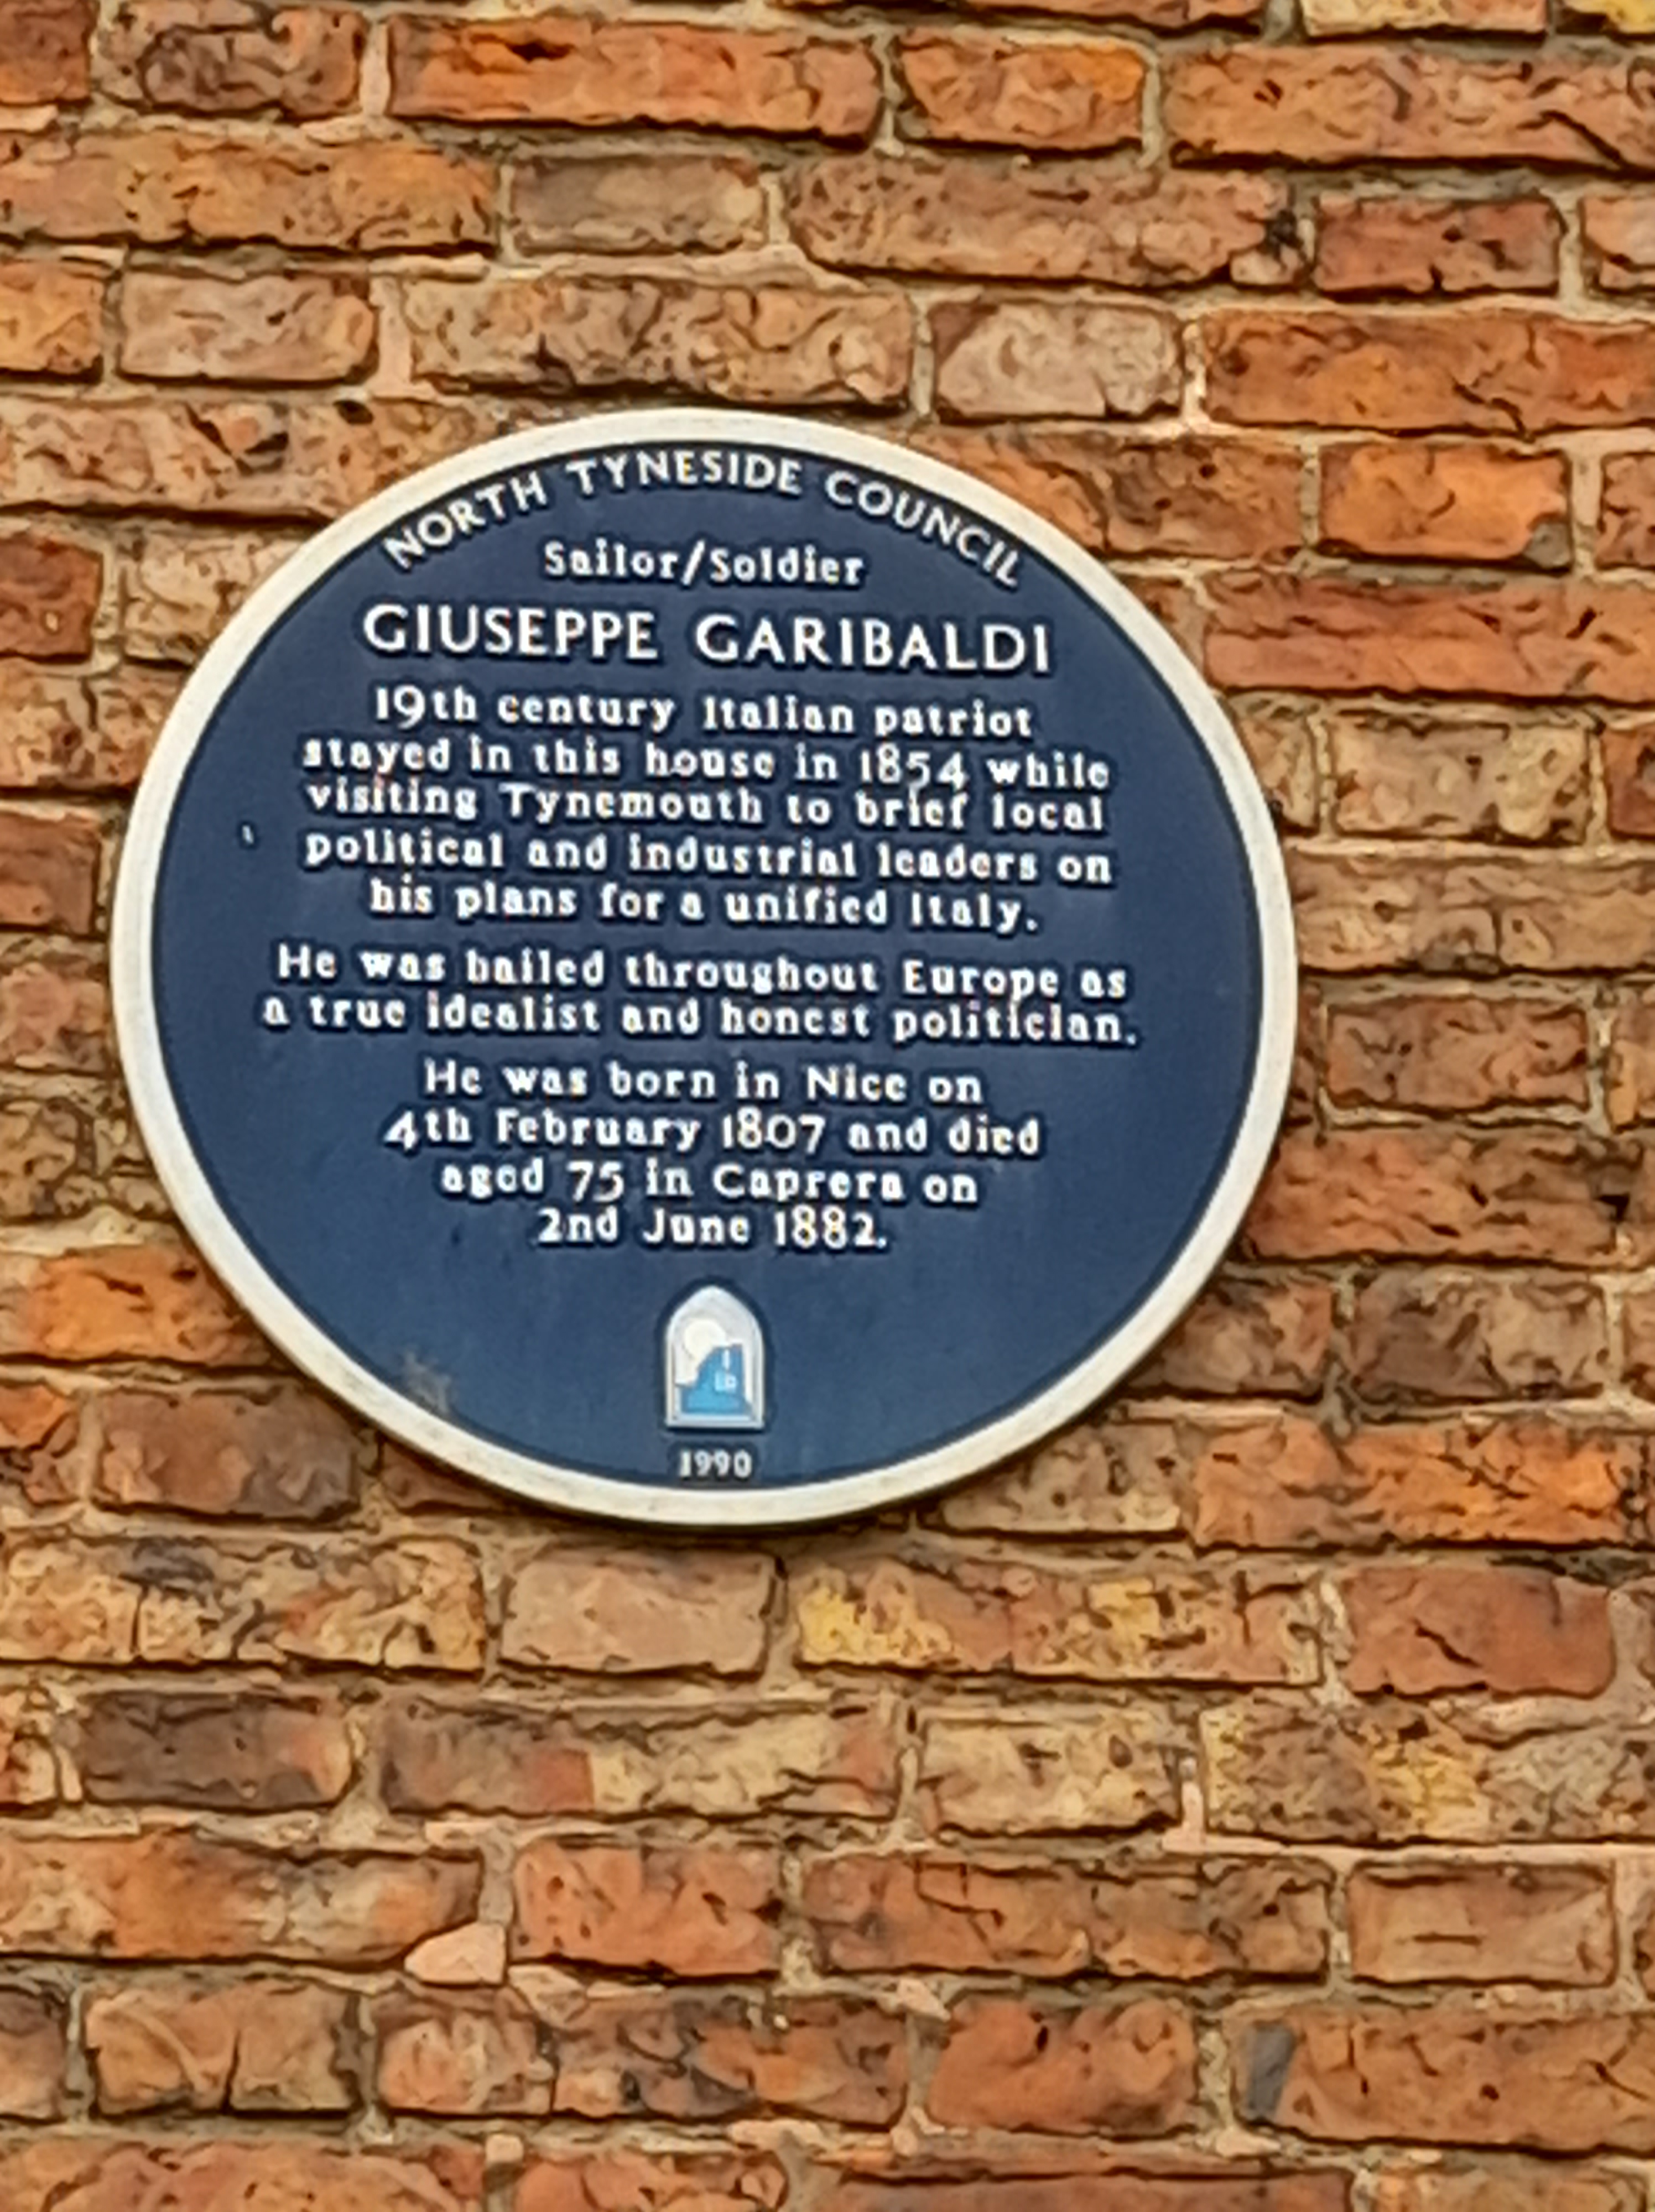 NORTH TYNESIDE COUNCIL
Sailor/Soldier
GIUSEPPE GARIBALDI
19th century Italian patriot
stayed in this house in 1854 while
visiting Tynemouth to brief local
political and industrial leaders on
his plans for a unified Italy.
He was hailed throughout Europe as
a true idealist and honest politician.
He was born in Nice on
4th February 1807 and died
aged 75 in Caprera on
2nd June 1882.
1990